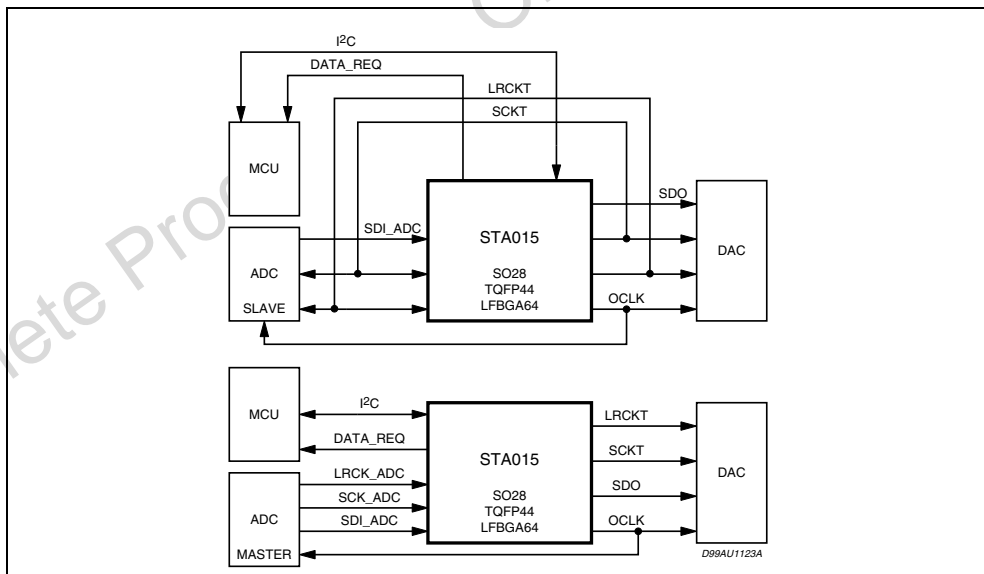 I²C
DATA_REQ
LRCKT
SCKT
MCU
SDI_ADC
SDO
STA015
ADC
DAC
SO28
TQFP44
LFBGA64
SLAVE
OCLK
MCU
I²C
LRCKT
DATA_REQ
SCKT
STA015
LRCK_ADC
DAC
SCK_ADC
SO28
SDO
ADC
TQFP44
SDI_ADC
LFBGA64
OCLK
MASTER
D99AU1123A